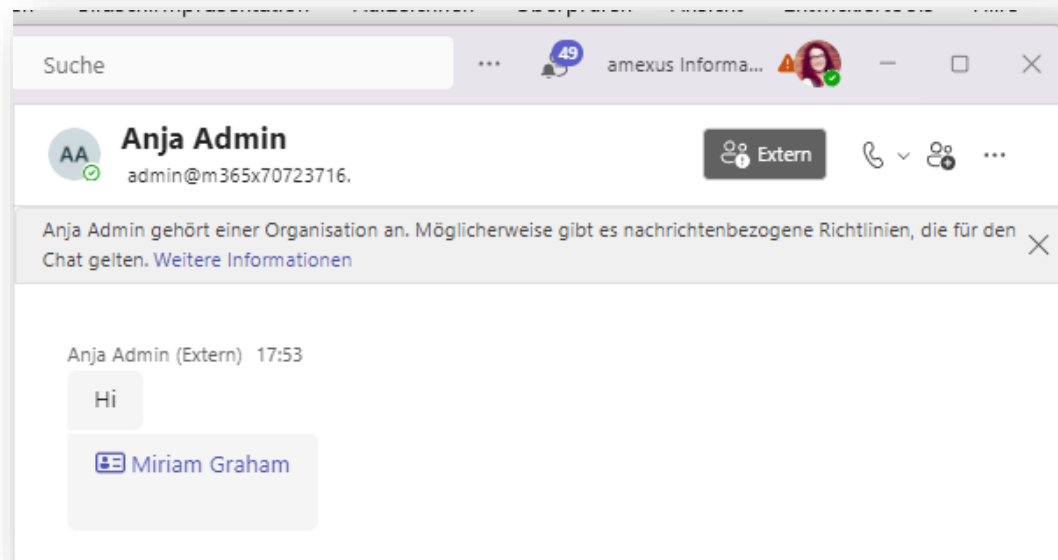 Suche
...
49
amexus Informa...
AA
Anja Admin
admin@m365x70723716.
Extern
...
Anja Admin gehört einer Organisation an. Möglicherweise gibt es nachrichtenbezogene Richtlinien, die für den
Chat gelten. Weitere Informationen
Anja Admin (Extern) 17:53
Hi
Miriam Graham